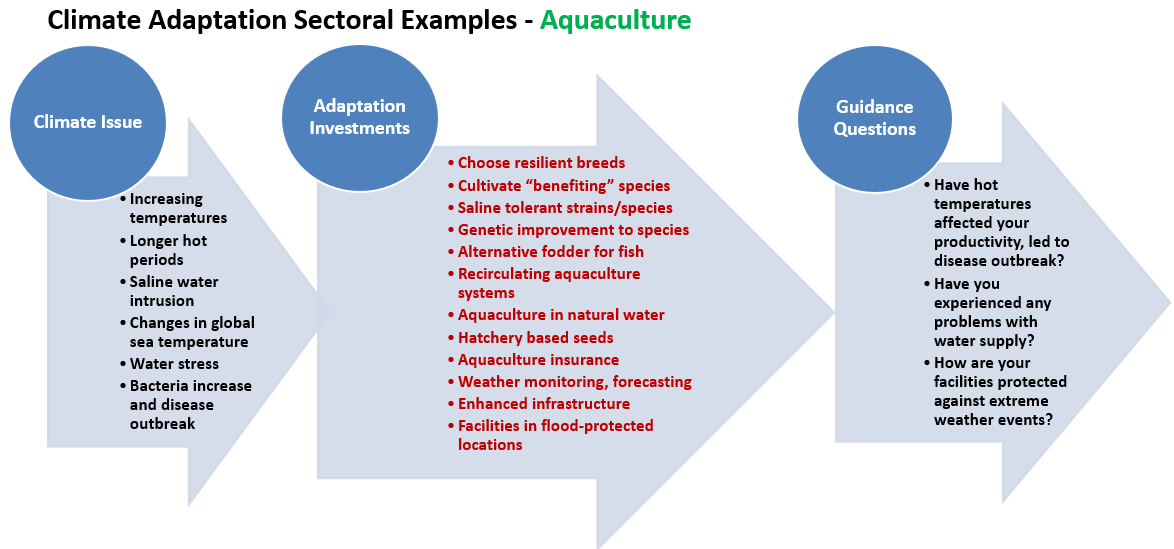 Climate Adaptation Sectoral Examples - Aquaculture
Climate Issue
• Increasing
temperatures
• Longer hot
periods
• Saline water
intrusion
• Changes in global
sea temperature
• Water stress
• Bacteria increase
and disease
outbreak
Adaptation
Investments
• Choose resilient breeds
• Cultivate “benefiting” species
• Saline tolerant strains/species
• Genetic improvement to species
• Alternative fodder for fish
• Recirculating aquaculture
systems
• Aquaculture in natural water
• Hatchery based seeds
• Aquaculture insurance
• Weather monitoring, forecasting
• Enhanced infrastructure
• Facilities in flood-protected
locations
Guidance
Questions
• Have hot
temperatures
affected your
productivity, led to
disease outbreak?
• Have you
experienced any
problems with
water supply?
• How are your
facilities protected
against extreme
weather events?